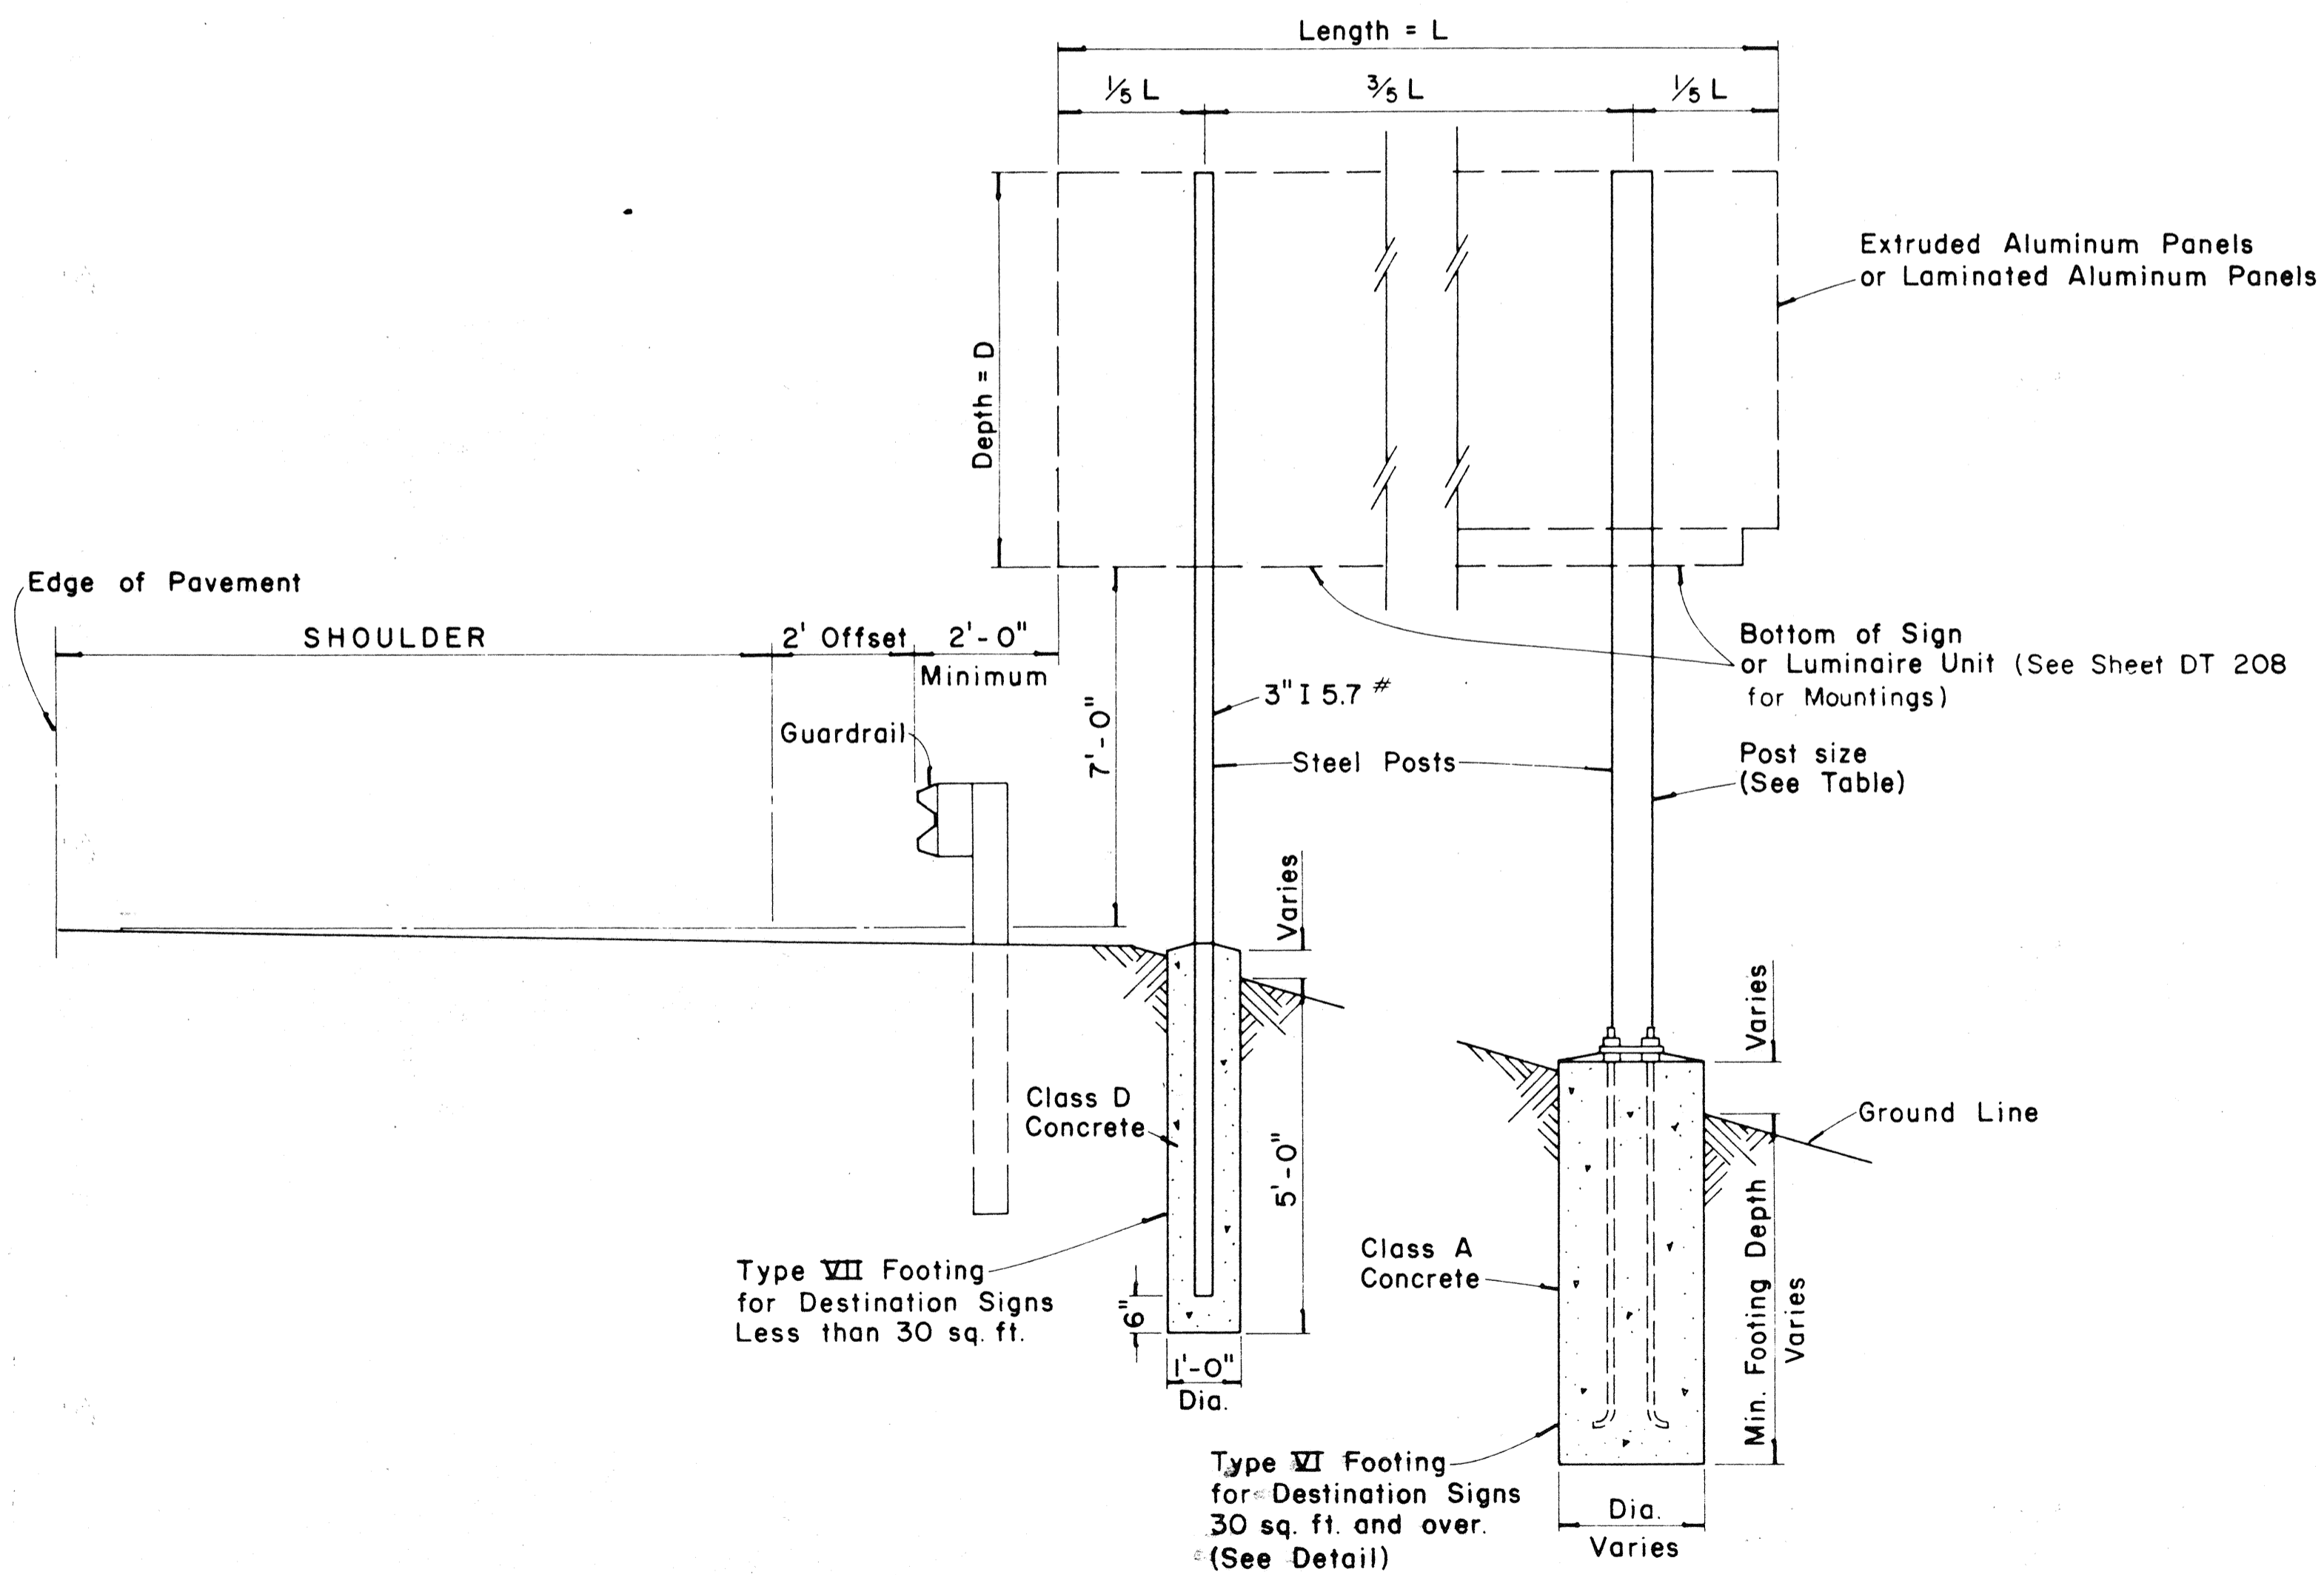 Length = L
1/5 L
3/5 L
1/5 L
Extruded Aluminum Panels
or Laminated Aluminum Panels
Depth = D
Edge of Pavement
SHOULDER
2' Offset
2'-0"
Minimum
Bottom of Sign
or Luminaire Unit (See Sheet DT 208
for Mountings)
3" I 5.7 #
7'-0"
Guardrail
Steel Posts
Post size
(See Table)
Varies
Varies
Class D
Concrete
Ground Line
5'-0"
Type VII Footing
for Destination Signs
Less than 30 sq. ft.
6"
1'-0"
Dia.
Class A
Concrete
Min. Footing Depth
Varies
Type VI Footing
for Destination Signs
30 sq. ft. and over.
(See Detail)
Dia.
Varies